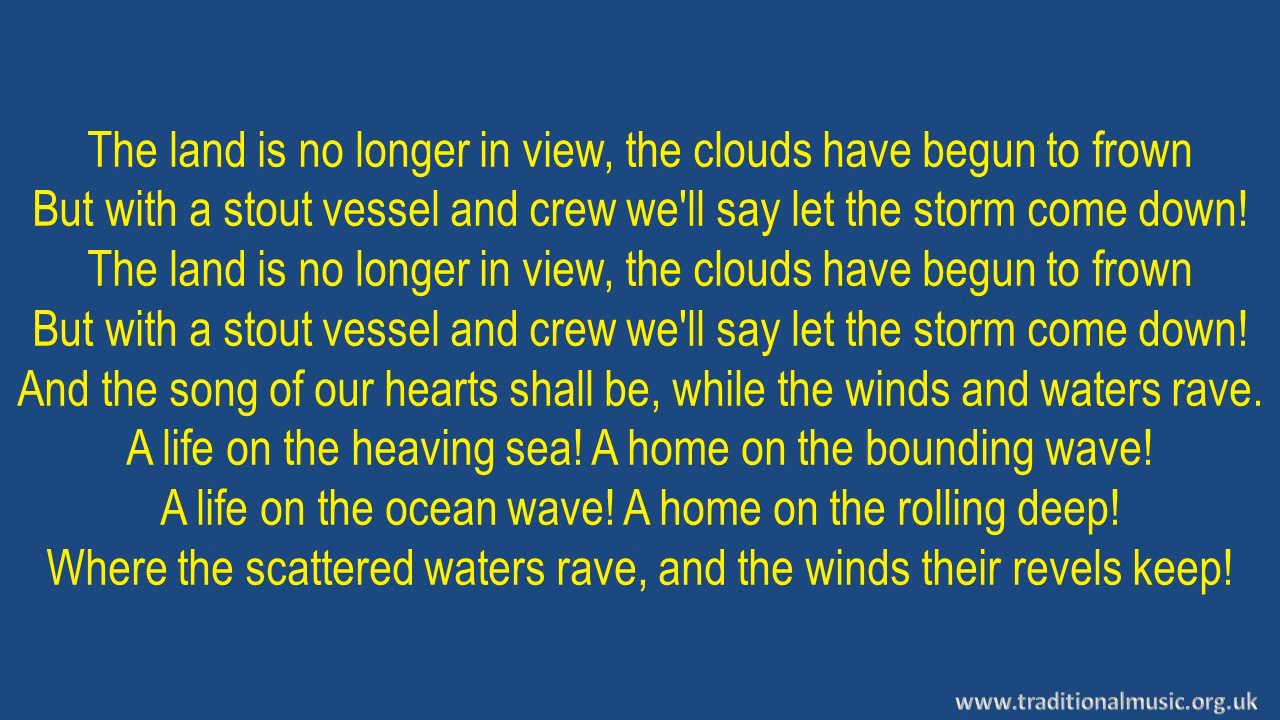 The land is no longer in view, the clouds have begun to frown
But with a stout vessel and crew we'll say let the storm come down!
The land is no longer in view, the clouds have begun to frown
But with a stout vessel and crew we'll say let the storm come down!
And the song of our hearts shall be, while the winds and waters rave.
A life on the heaving sea! A home on the bounding wave!
A life on the ocean wave! A home on the rolling deep!
Where the scattered waters rave, and the winds their revels keep!
www.traditionalmusic.org.uk